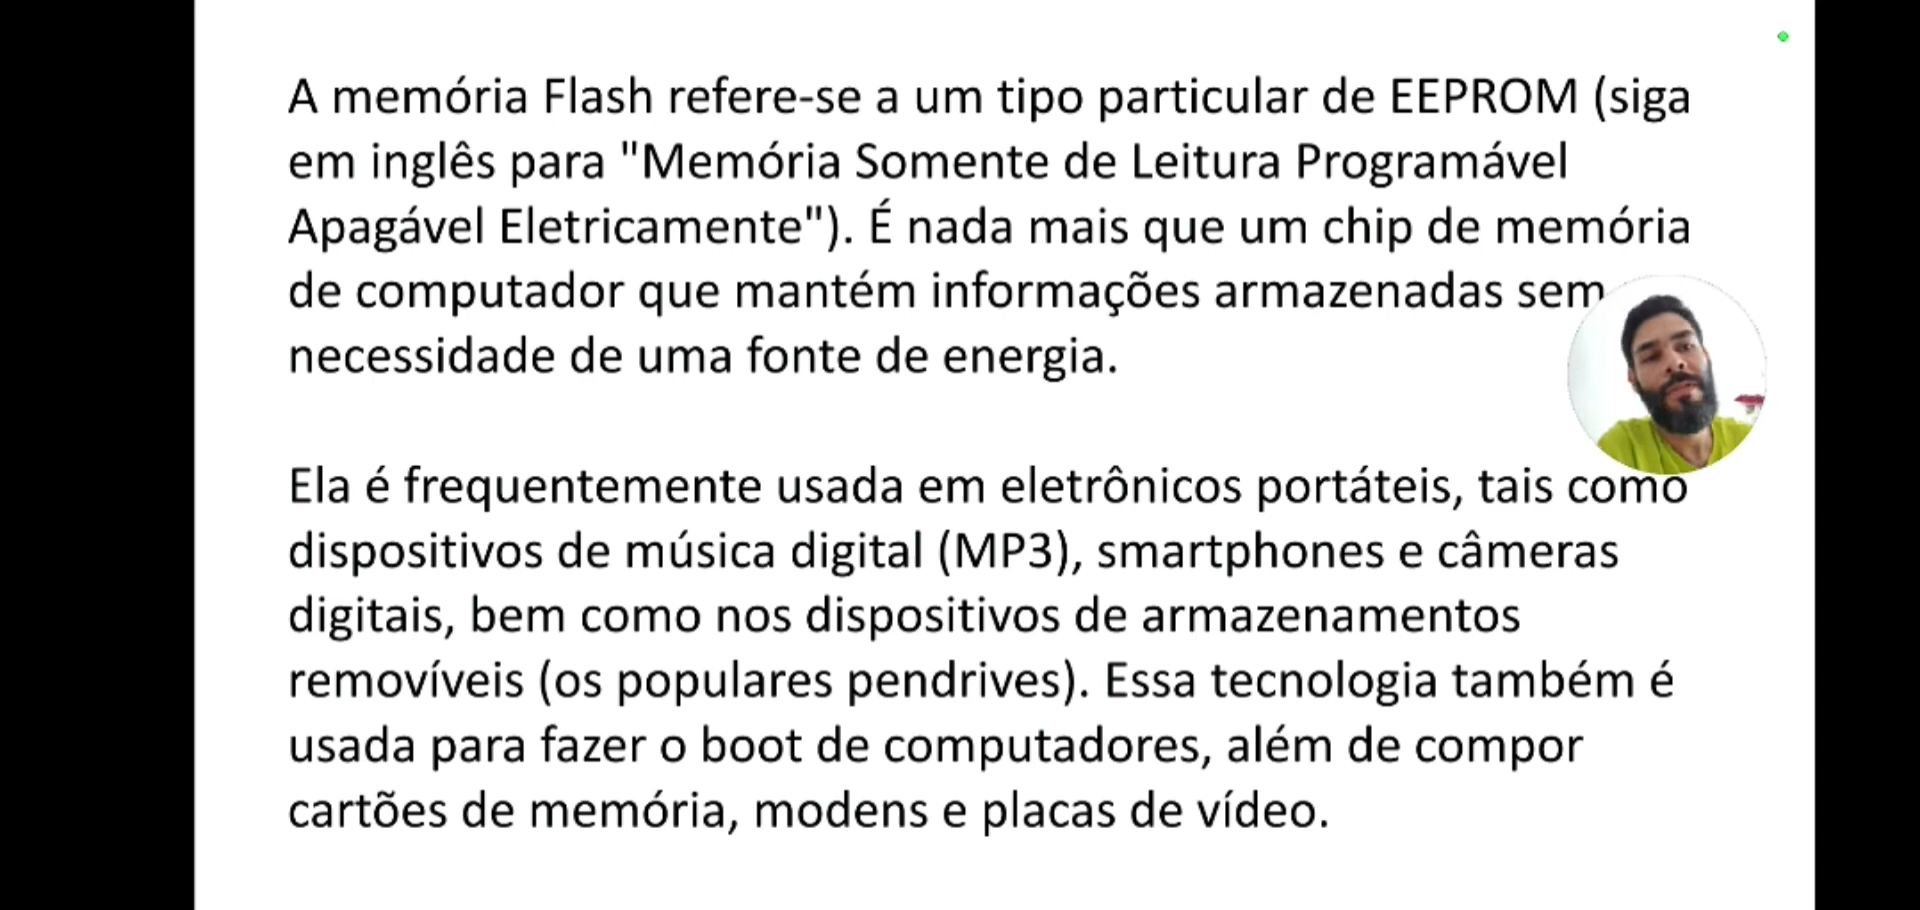 A memória Flash refere-se a um tipo particular de EEPROM (siga
em inglês para "Memória Somente de Leitura Programável
Apagável Eletricamente"). É nada mais que um chip de memória
de computador que mantém informações armazenadas sem
necessidade de uma fonte de energia.
Ela é frequentemente usada em eletrônicos portáteis, tais como
dispositivos de música digital (MP3), smartphones e câmeras
digitais, bem como nos dispositivos de armazenamentos
removíveis (os populares pendrives). Essa tecnologia também é
usada para fazer o boot de computadores, além de compor
cartões de memória, modens e placas de vídeo.